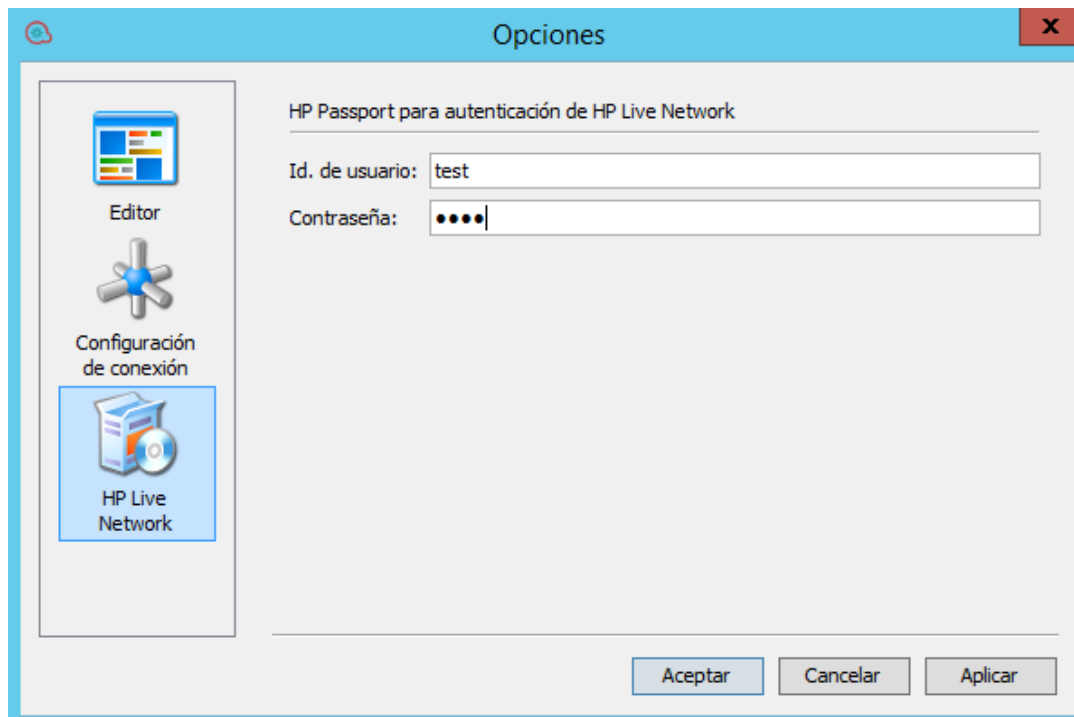 Opciones
x
Editor
Configuración
de conexión
HP Live
Network
HP Passport para autenticación de HP Live Network
Id. de usuario: test
Contraseña: ••••
Aceptar Cancelar Aplicar